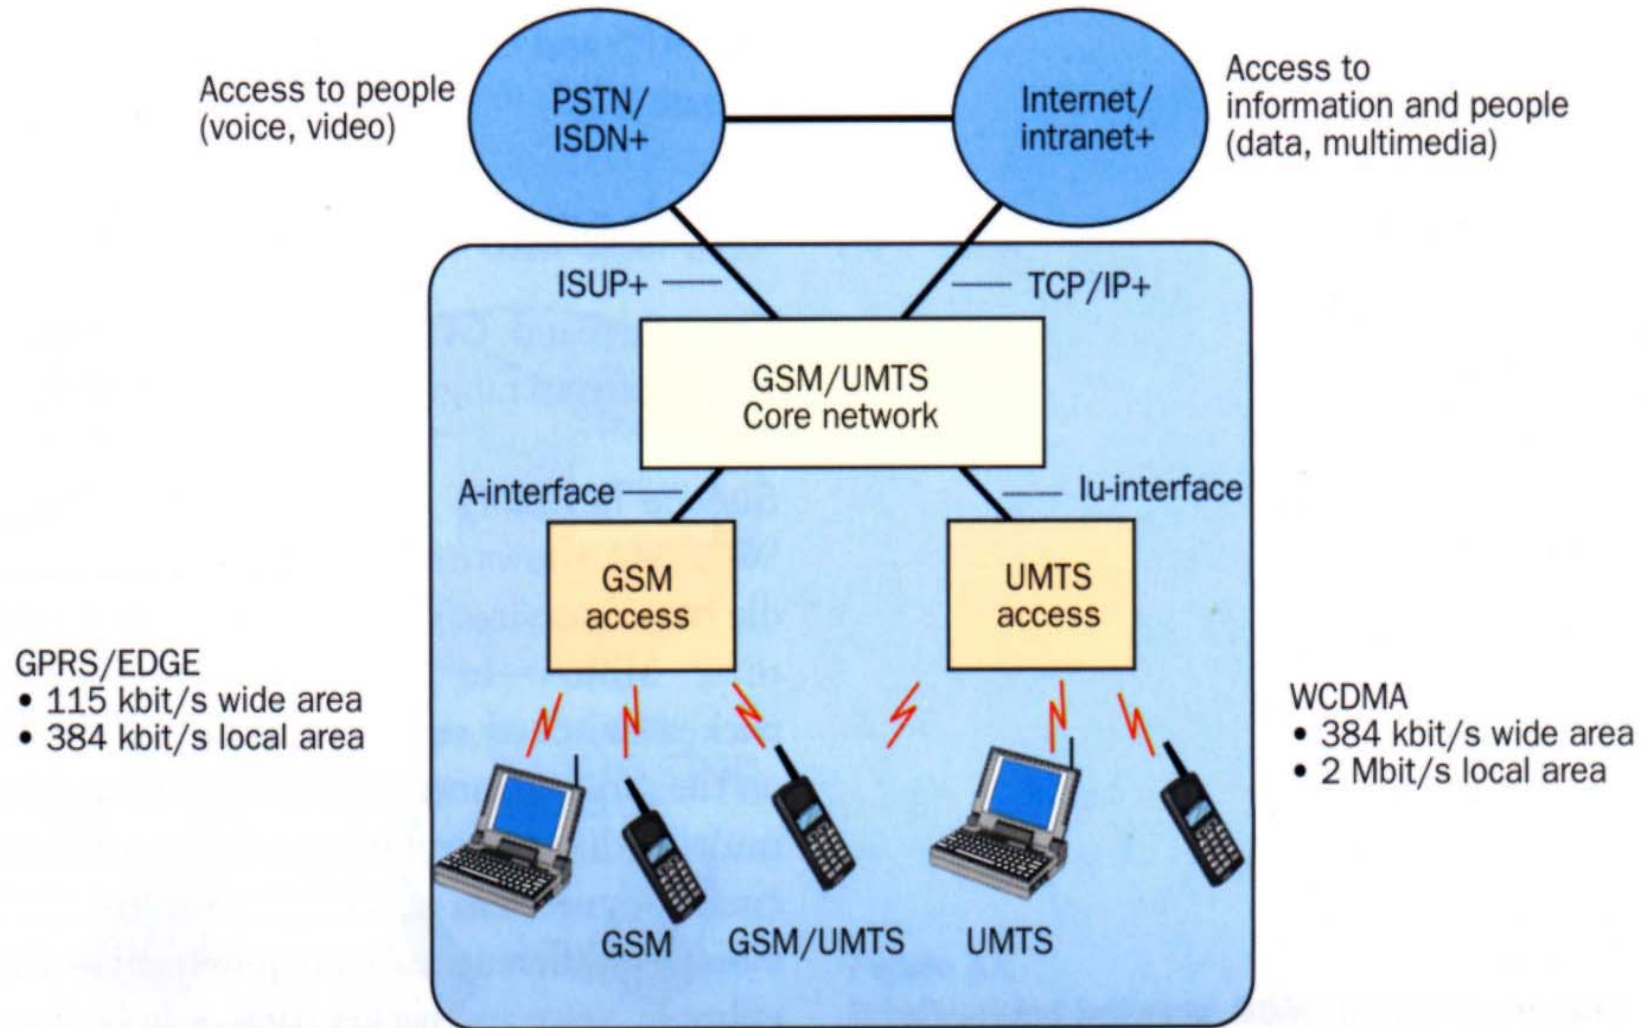 Access to people
(voice, video)
PSTN/
ISDN+
Internet/
intranet+
Access to
information and people
(data, multimedia)
ISUP+
TCP/IP+
GSM/UMTS
Core network
A-interface
Iu-interface
GSM
access
UMTS
access
GPRS/EDGE
• 115 kbit/s wide area
• 384 kbit/s local area
WCDMA
• 384 kbit/s wide area
• 2 Mbit/s local area
GSM
GSM/UMTS
UMTS